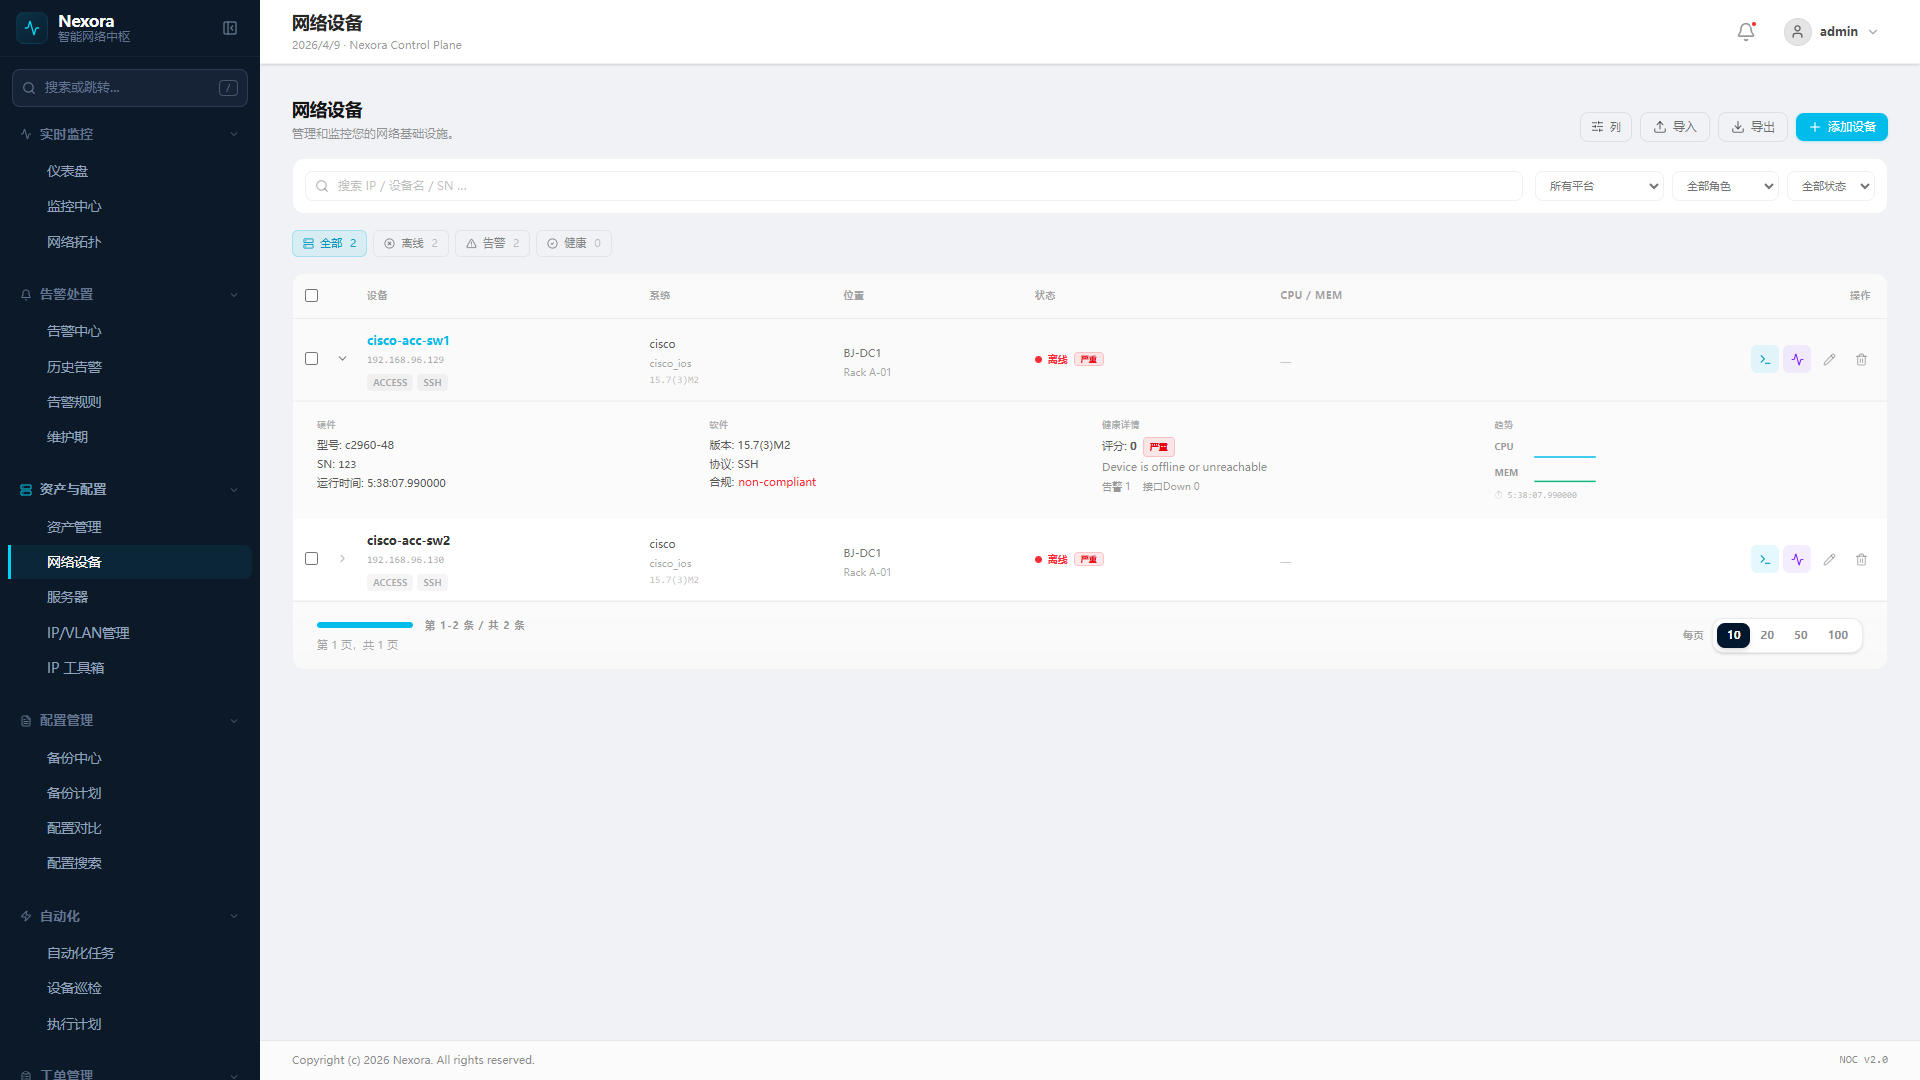 Nexora
智能网络中枢
搜索或跳转...
/
实时监控
仪表盘
监控中心
网络拓扑
告警处置
告警中心
历史告警
告警规则
维护期
资产与配置
资产管理
网络设备
服务器
IP/VLAN管理
IP 工具箱
配置管理
备份中心
备份计划
配置对比
配置搜索
自动化
自动化任务
设备巡检
执行计划
工单管理
网络设备
2026/4/9 · Nexora Control Plane
admin
网络设备
管理和监控您的网络基础设施。
列
导入
导出
添加设备
搜索 IP / 设备名 / SN ...
所有平台
全部角色
全部状态
全部 2
离线 2
告警 2
健康 0
设备 系统 位置 状态 CPU / MEM 操作
cisco-acc-sw1
192.168.96.129
ACCESS SSH
cisco
cisco_ios
15.7(3)M2
BJ-DC1
Rack A-01
离线 严重
—
硬件
型号: c2960-48
SN: 123
运行时间: 5:38:07.990000
软件
版本: 15.7(3)M2
协议: SSH
合规: non-compliant
健康详情
评分: 0 严重
Device is offline or unreachable
告警 1 接口Down 0
趋势
CPU
MEM
5:38:07.990000
cisco-acc-sw2
192.168.96.130
ACCESS SSH
cisco
cisco_ios
15.7(3)M2
BJ-DC1
Rack A-01
离线 严重
—
第 1-2 条 / 共 2 条
第 1 页，共 1 页
每页 10 20 50 100
Copyright (c) 2026 Nexora. All rights reserved.
NOC v2.0